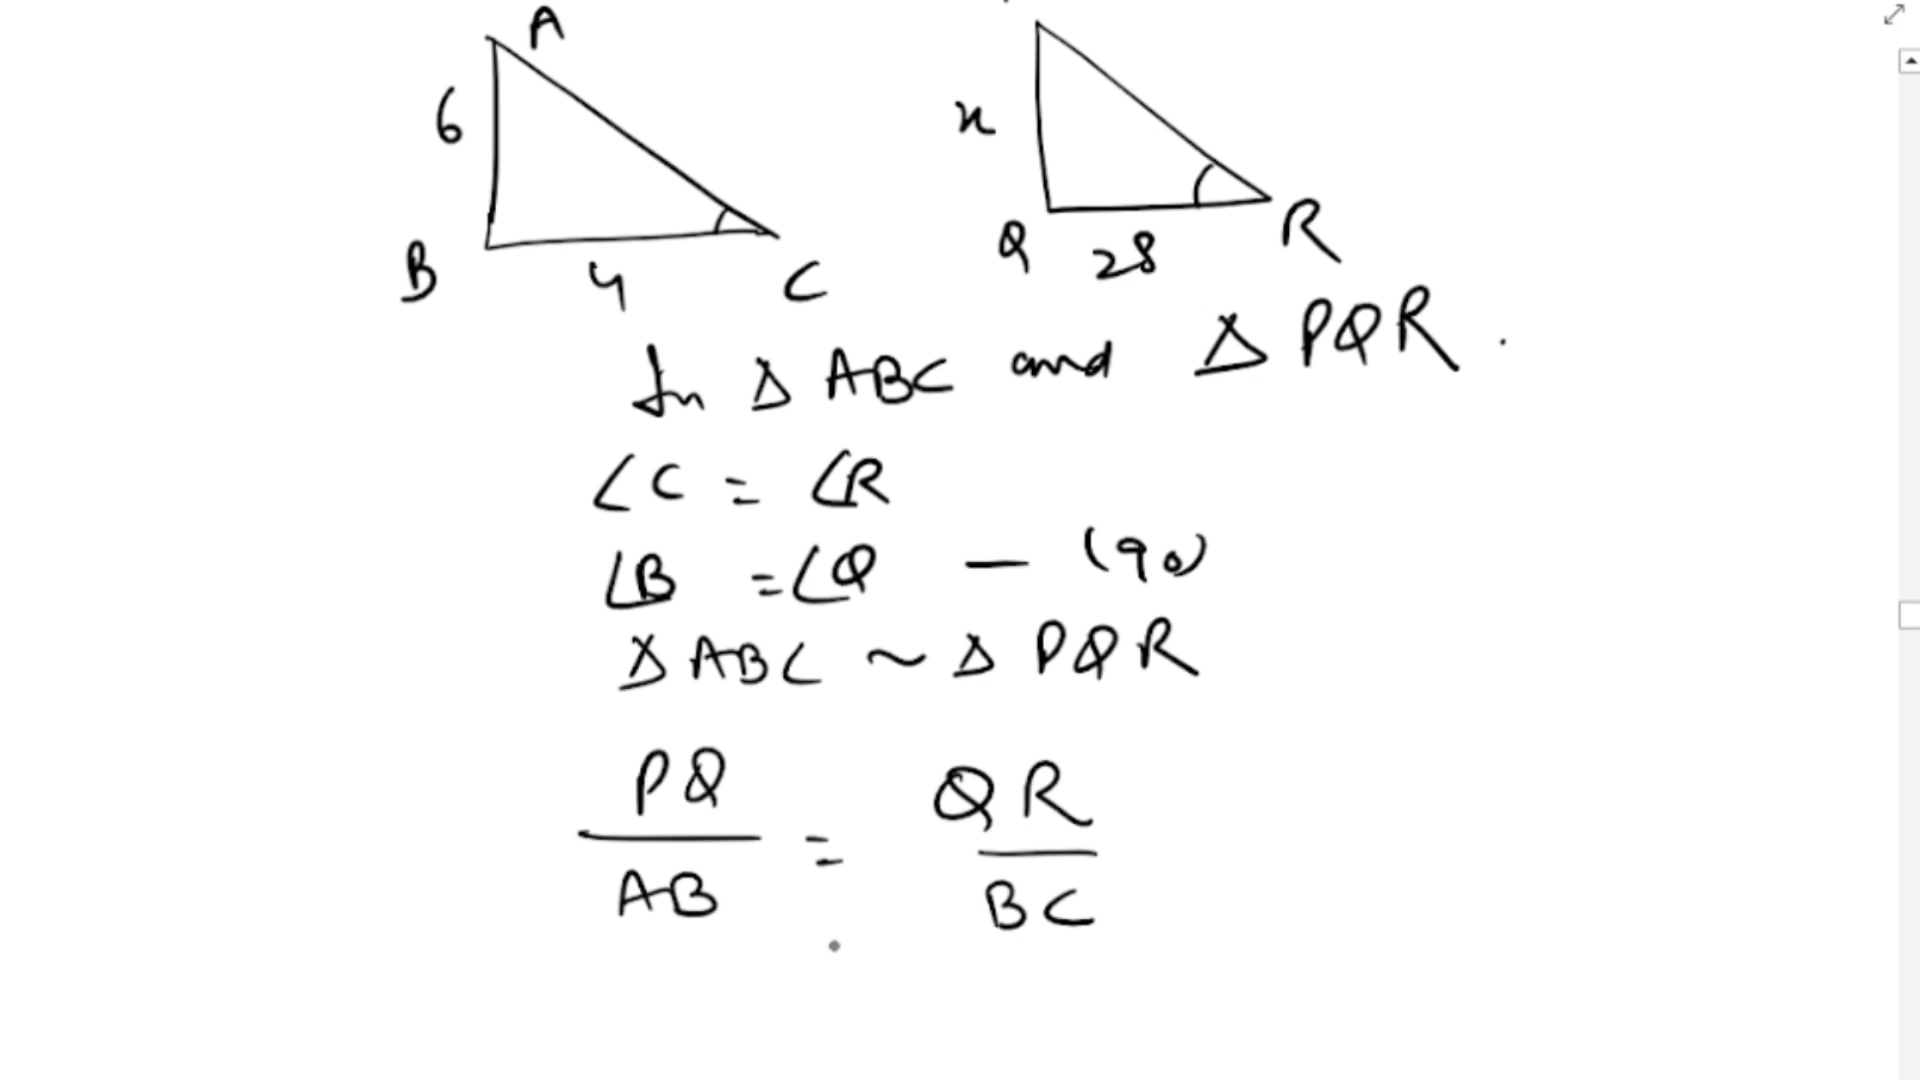 A
6
x
B
4
C
Q
28
R
In Δ ABC and Δ PQR.
∠C = ∠R
∠B = ∠Q — (90)
Δ ABC ~ Δ PQR
PQ/AB = QR/BC